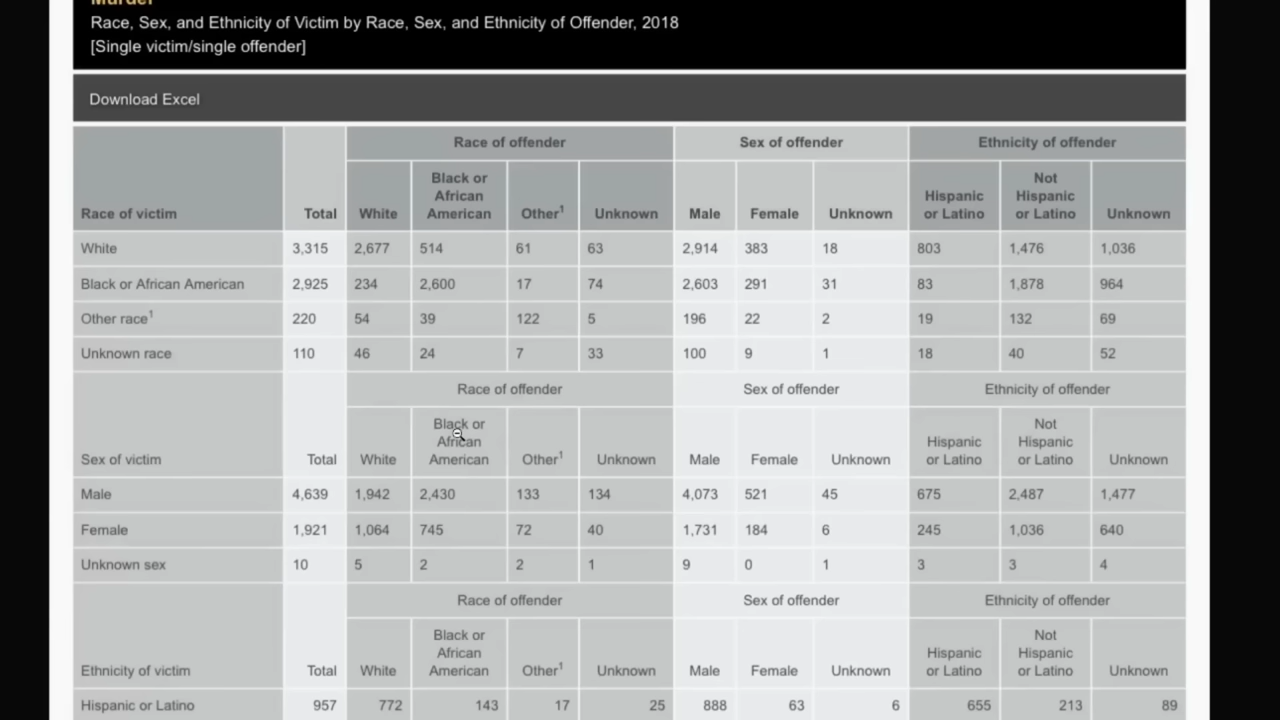 Murder
Race, Sex, and Ethnicity of Victim by Race, Sex, and Ethnicity of Offender, 2018
[Single victim/single offender]
Download Excel
Race of victim Total Race of offender Sex of offender Ethnicity of offender
White Black or African American Other1 Unknown Male Female Unknown Hispanic or Latino Not Hispanic or Latino Unknown
White 3,315 2,677 514 61 63 2,914 383 18 803 1,476 1,036
Black or African American 2,925 234 2,600 17 74 2,603 291 31 83 1,878 964
Other race1 220 54 39 122 5 196 22 2 19 132 69
Unknown race 110 46 24 7 33 100 9 1 18 40 52
Sex of victim Total Race of offender Sex of offender Ethnicity of offender
White Black or African American Other1 Unknown Male Female Unknown Hispanic or Latino Not Hispanic or Latino Unknown
Male 4,639 1,942 2,430 133 134 4,073 521 45 675 2,487 1,477
Female 1,921 1,064 745 72 40 1,731 184 6 245 1,036 640
Unknown sex 10 5 2 2 1 9 0 1 3 3 4
Ethnicity of victim Total Race of offender Sex of offender Ethnicity of offender
White Black or African American Other1 Unknown Male Female Unknown Hispanic or Latino Not Hispanic or Latino Unknown
Hispanic or Latino 957 772 143 17 25 888 63 6 655 213 89